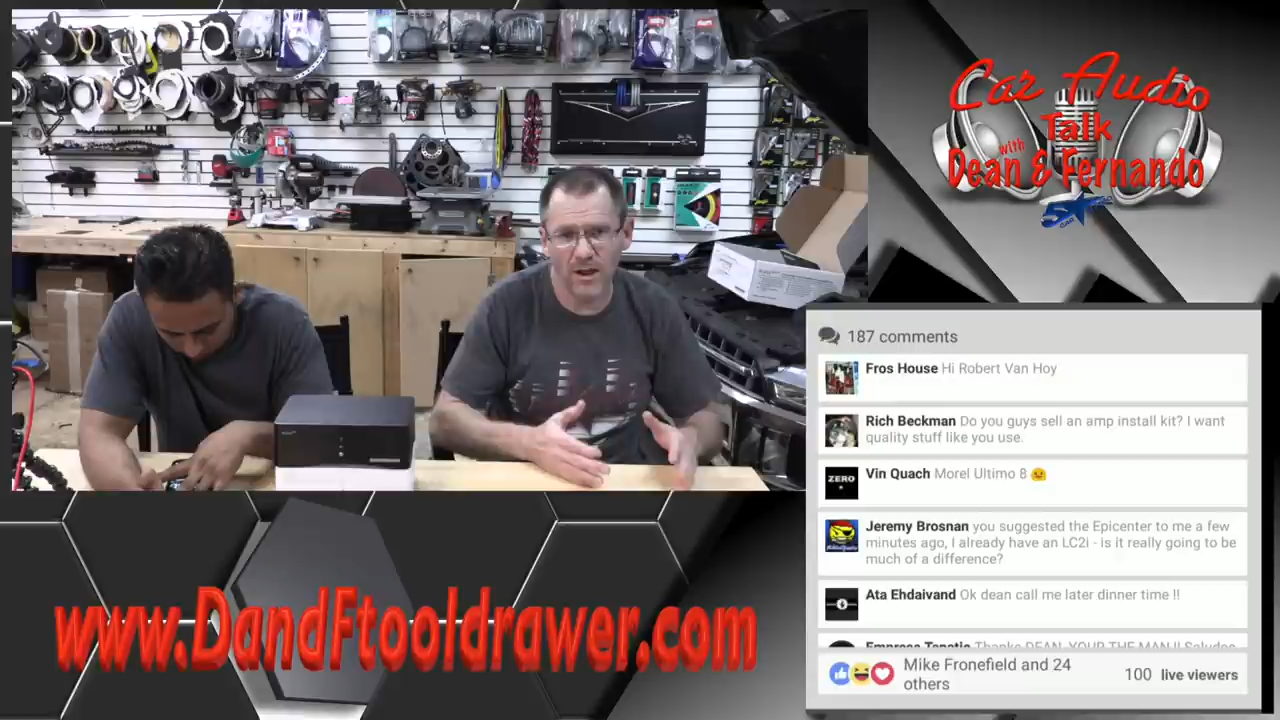 Car Audio
Talk
with
Dean & Fernando
5
187 comments
Fros House Hi Robert Van Hoy
Rich Beckman Do you guys sell an amp install kit? I want
quality stuff like you use.
Vin Quach Morel Ultimo 8
ZERO
Jeremy Brosnan you suggested the Epicenter to me a few
minutes ago, I already have an LC2i - is it really going to be
much of a difference?
Ata Ehdaivand Ok dean call me later dinner time !!
Mike Fronefield and 24
others
100 live viewers
www.DandFtooldrawer.com